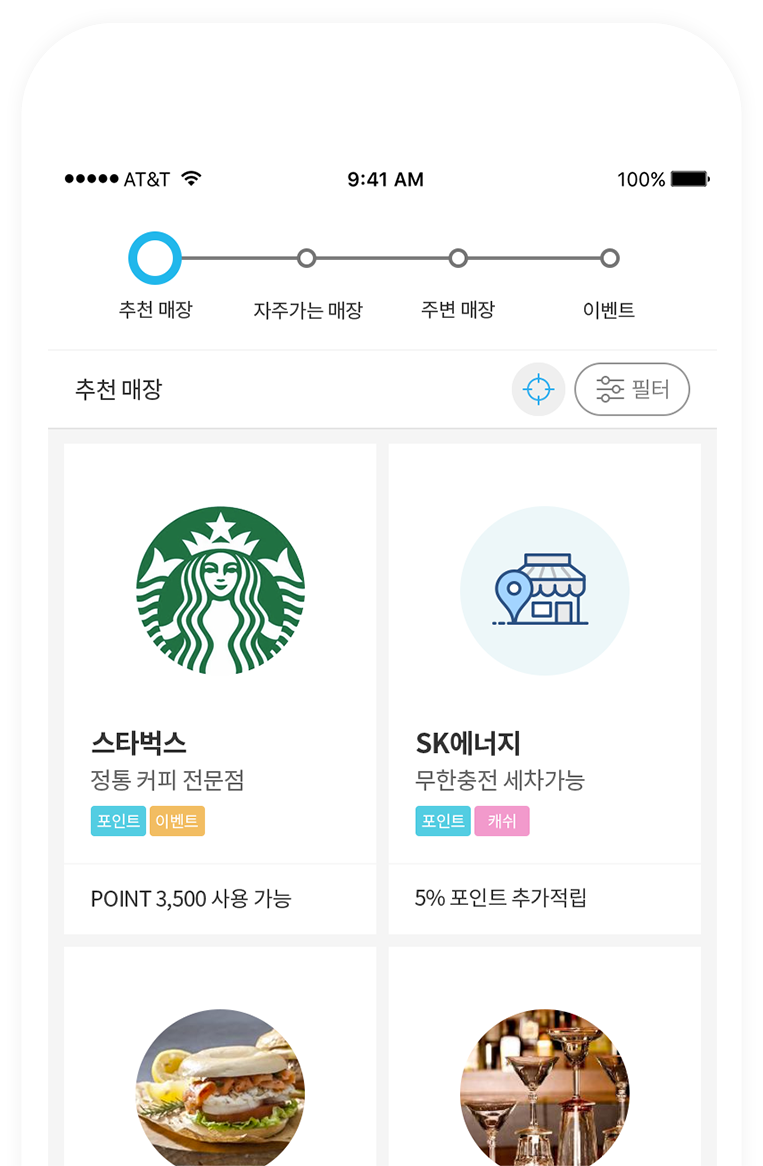 ●●●●● AT&T 9:41 AM 100%
추천 매장 자주가는 매장 주변 매장 이벤트
추천 매장 필터
스타벅스
정통 커피 전문점
포인트 이벤트
POINT 3,500 사용 가능
SK에너지
무한충전 세차가능
포인트 캐쉬
5% 포인트 추가적립